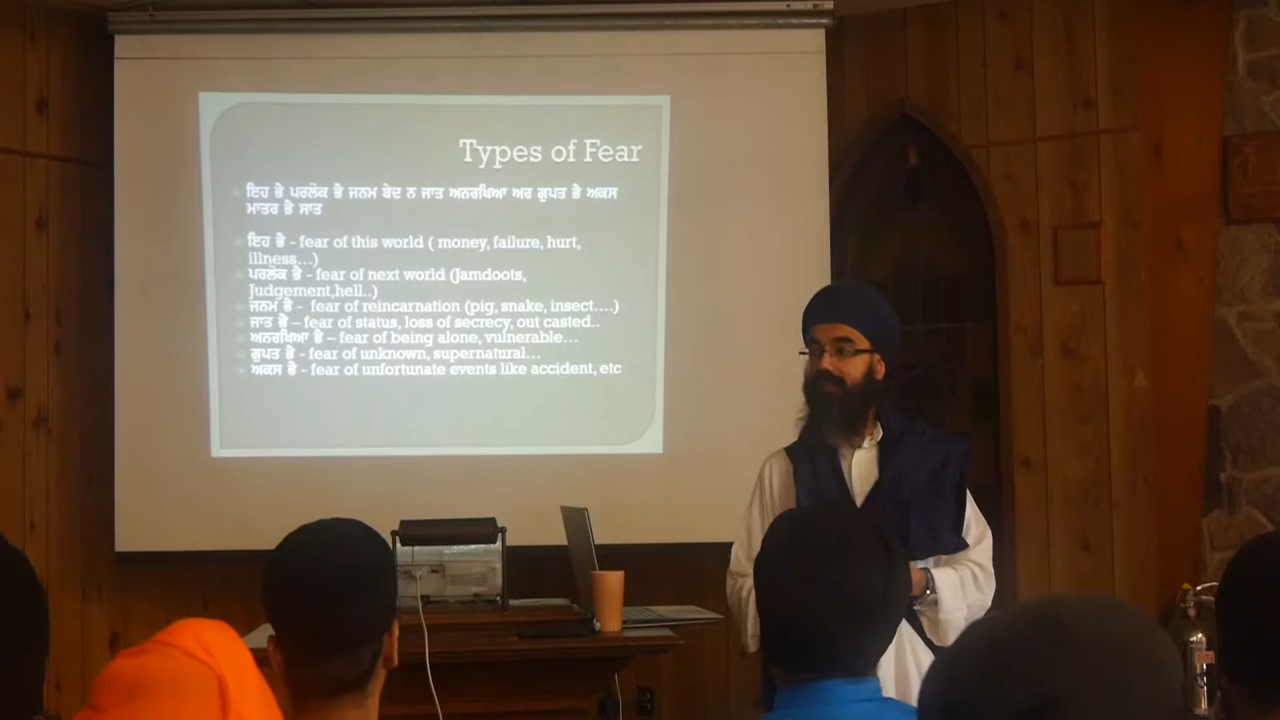 Types of Fear
ਇਹ ਭੈ ਪਰਲੋਕ ਭੈ ਜਨਮ ਬੇਦ ਨ ਜਾਤ ਅਨਰਖਿਆ ਅਰ ਗੁਪਤ ਭੈ ਅਕਸ
ਮਾਤਰ ਭੈ ਸਾਤ
ਇਹ ਭੈ - fear of this world ( money, failure, hurt,
illness...)
ਪਰਲੋਕ ਭੈ - fear of next world (Jamdoots,
Judgement,hell..)
ਜਨਮ ਭੈ - fear of reincarnation (pig, snake, insect....)
ਜਾਤ ਭੈ – fear of status, loss of secrecy, out casted..
ਅਨਰਖਿਆ ਭੈ – fear of being alone, vulnerable...
ਗੁਪਤ ਭੈ - fear of unknown, supernatural...
ਅਕਸ ਭੈ - fear of unfortunate events like accident, etc